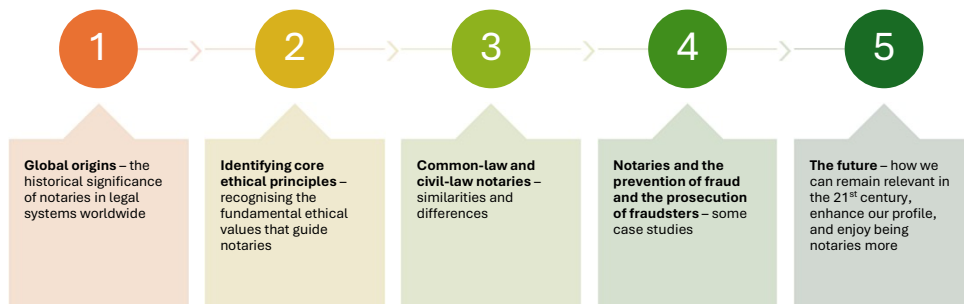 1
2
3
4
5
Global origins – the
historical significance
of notaries in legal
systems worldwide
Identifying core
ethical principles –
recognising the
fundamental ethical
values that guide
notaries
Common-law and
civil-law notaries –
similarities and
differences
Notaries and the
prevention of fraud
and the prosecution
of fraudsters – some
case studies
The future – how we
can remain relevant in
the 21st century,
enhance our profile,
and enjoy being
notaries more